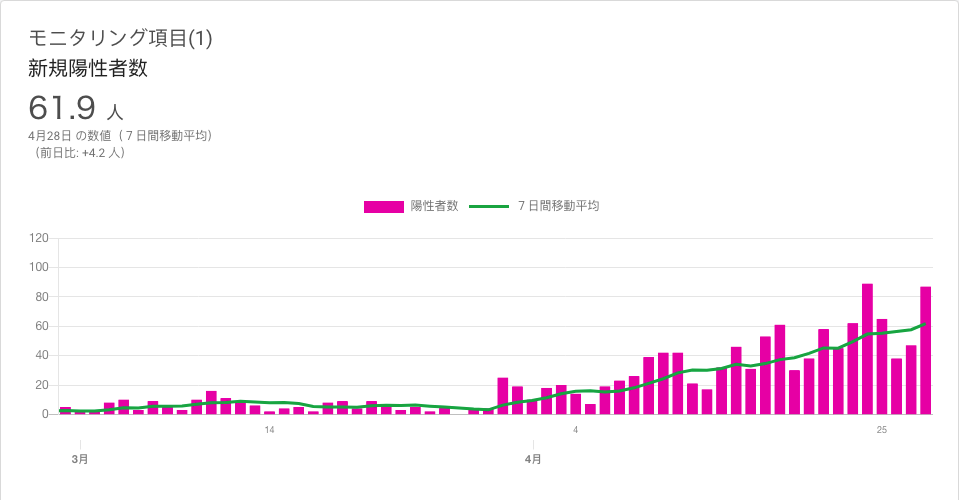 モニタリング項目(1)
新規陽性者数
61.9 人
4月28日 の数値（７日間移動平均）
（前日比: +4.2 人）
陽性者数 ７日間移動平均
120
100
80
60
40
20
0
14 4 25
3月 4月